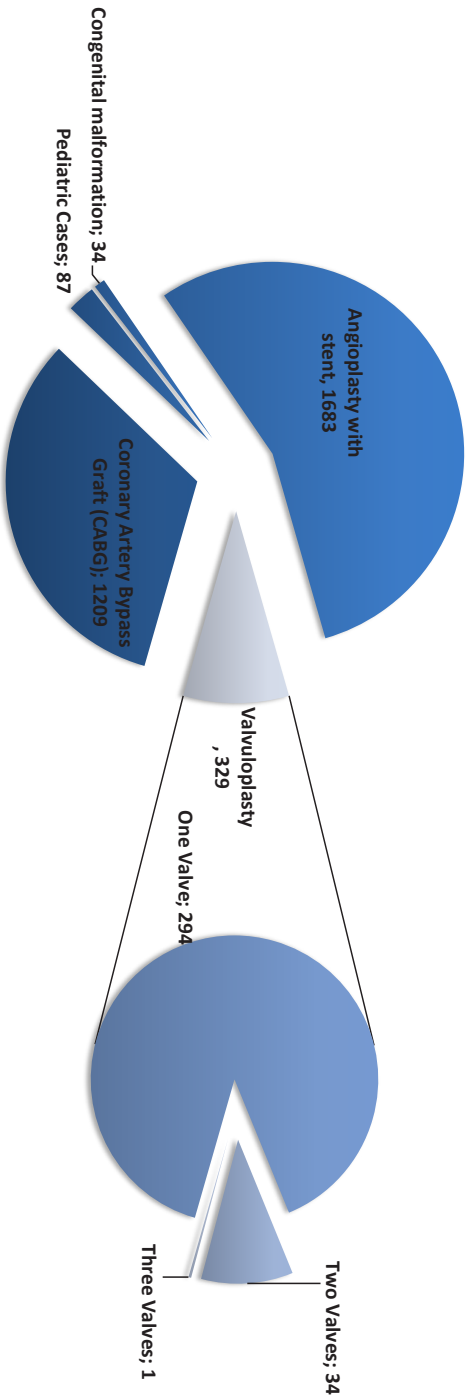 Angioplasty with
stent, 1683
Congenital malformation; 34
Pediatric Cases; 87
Coronary Artery Bypass
Graft (CABG); 1209
Valvuloplasty
, 329
One Valve; 294
Two Valves; 34
Three Valves; 1